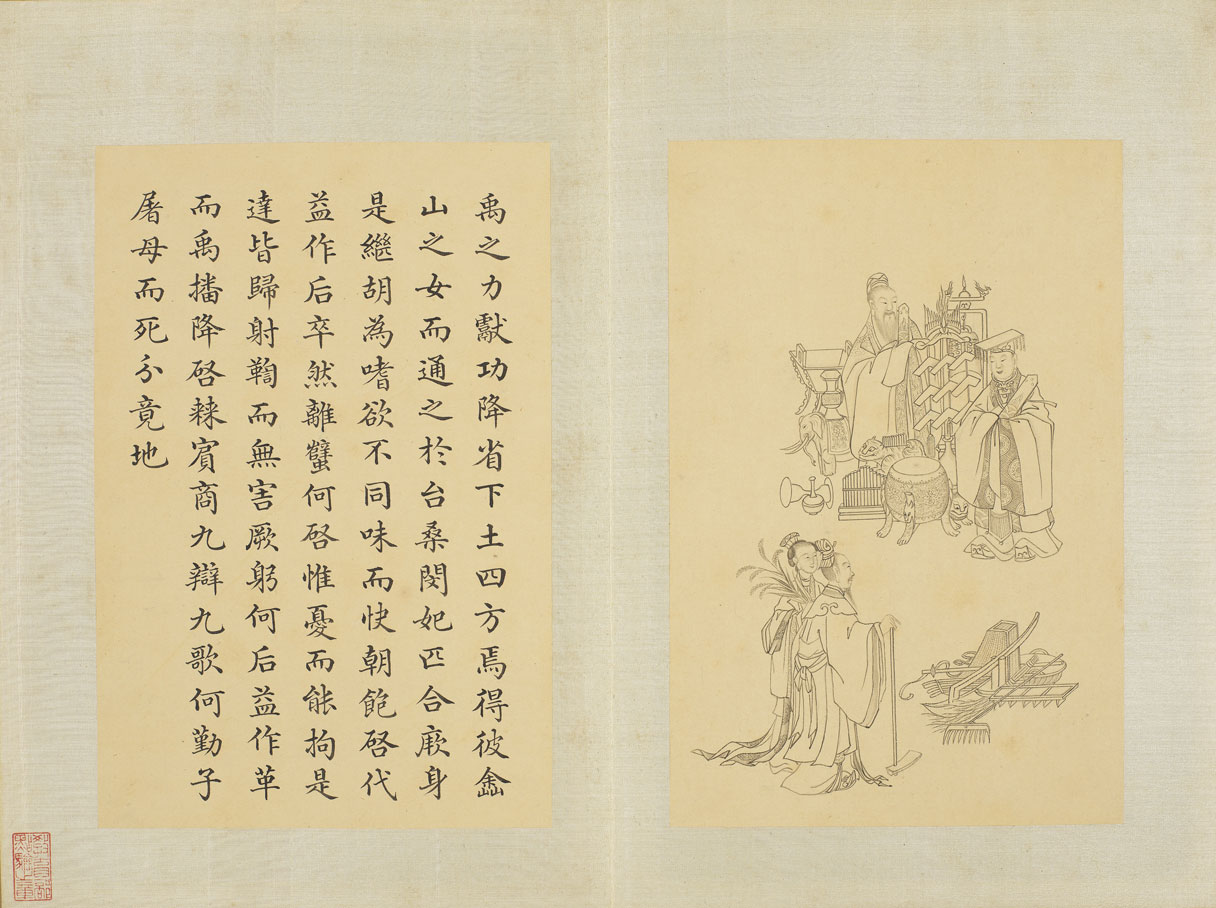 禹之力獻功降省下土四方焉得彼嵞
山之女而通之於台桑閔妃匹合厥身
是繼胡為嗜欲不同味而快朝飽啓代
益作后卒然離蠥何啓惟憂而能拘是
達皆歸射鞫而無害厥躬何后益作革
而禹播降啓棘賓商九辯九歌何勤子
屠母而死分竟地